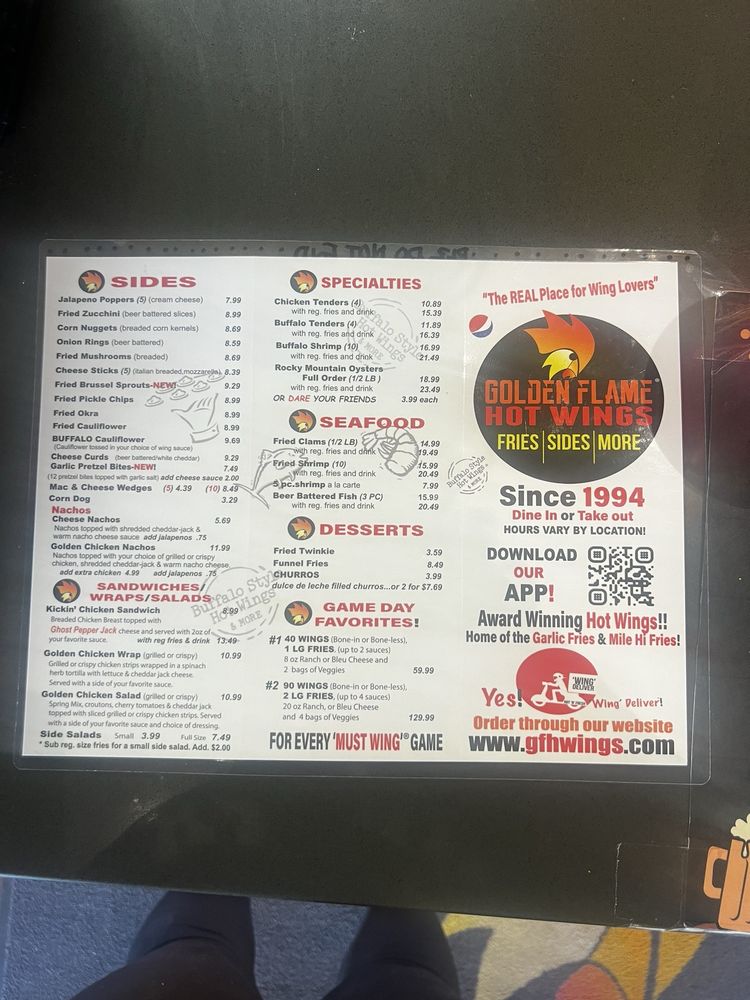 SIDES
Jalapeno Poppers (5) (cream cheese) 7.99
Fried Zucchini (beer battered slices) 8.99
Corn Nuggets (breaded corn kernels) 8.69
Onion Rings (beer battered) 8.59
Fried Mushrooms (breaded) 8.69
Cheese Sticks (5) (italian breaded,mozzarella) 8.39
Fried Brussel Sprouts-NEW! 9.29
Fried Pickle Chips 8.99
Fried Okra 8.99
Fried Cauliflower 8.99
BUFFALO Cauliflower 9.69
(Cauliflower tossed in your choice of wing sauce)
Cheese Curds (beer battered/white cheddar) 9.29
Garlic Pretzel Bites-NEW! 7.49
(12 pretzel bites topped with garlic salt) add cheese sauce 2.00
Mac & Cheese Wedges (5) 4.39 (10) 8.49
Corn Dog 3.29
Nachos
Cheese Nachos 5.69
Nachos topped with shredded cheddar-jack &
warm nacho cheese sauce add jalapenos .75
Golden Chicken Nachos 11.99
Nachos topped with your choice of grilled or crispy
chicken, shredded cheddar-jack & warm nacho cheese.
add extra chicken 4.99 add jalapenos .75
SANDWICHES/
WRAPS/SALADS
Kickin' Chicken Sandwich 8.99
Breaded Chicken Breast topped with
Ghost Pepper Jack cheese and served with 2oz of
your favorite sauce. with reg fries & drink 13.49
Golden Chicken Wrap (grilled or crispy) 10.99
Grilled or crispy chicken strips wrapped in a spinach
herb tortilla with lettuce & cheddar jack cheese.
Served with a side of your favorite sauce.
Golden Chicken Salad (grilled or crispy) 10.99
Spring Mix, croutons, cherry tomatoes & cheddar jack
topped with sliced grilled or crispy chicken strips. Served
with a side of your favorite sauce and choice of dressing.
Side Salads Small 3.99 Full Size 7.49
* Sub reg. size fries for a small side salad. Add. $2.00
SPECIALTIES
Chicken Tenders (4) 10.89
with reg. fries and drink 15.39
Buffalo Tenders (4) 11.89
with reg. fries and drink 16.39
Buffalo Shrimp (10) 16.99
with reg. fries and drink 21.49
Rocky Mountain Oysters
Full Order (1/2 LB ) 18.99
with reg. fries and drink 23.49
OR DARE YOUR FRIENDS 3.99 each
Buffalo Style
Hot Wings
& MORE
SEAFOOD
Fried Clams (1/2 LB) 14.99
with reg. fries and drink 19.49
Fried Shrimp (10) 15.99
with reg. fries and drink 20.49
5 pc.shrimp a la carte 7.99
Beer Battered Fish (3 PC) 15.99
with reg. fries and drink 20.49
Buffalo Style
Hot Wings
& MORE
DESSERTS
Fried Twinkie 3.59
Funnel Fries 8.49
CHURROS 3.99
dulce de leche filled churros...or 2 for $7.69
Buffalo Style
Hot Wings
& MORE
GAME DAY
FAVORITES!
#1 40 WINGS (Bone-in or Bone-less),
1 LG FRIES, (up to 2 sauces)
8 oz Ranch or Bleu Cheese and
2 bags of Veggies 59.99
#2 90 WINGS (Bone-in or Bone-less),
2 LG FRIES, (up to 4 sauces)
20 oz Ranch, or Bleu Cheese
and 4 bags of Veggies 129.99
FOR EVERY 'MUST WING'® GAME
"The REAL Place for Wing Lovers"
GOLDEN FLAME
HOT WINGS
FRIES SIDES MORE
Since 1994
Dine In or Take out
HOURS VARY BY LOCATION!
DOWNLOAD
OUR
APP!
Award Winning Hot Wings!!
Home of the Garlic Fries & Mile Hi Fries!
'WING'
DELIVER
Yes! 'Wing' Deliver!
Order through our website
www.gfhwings.com